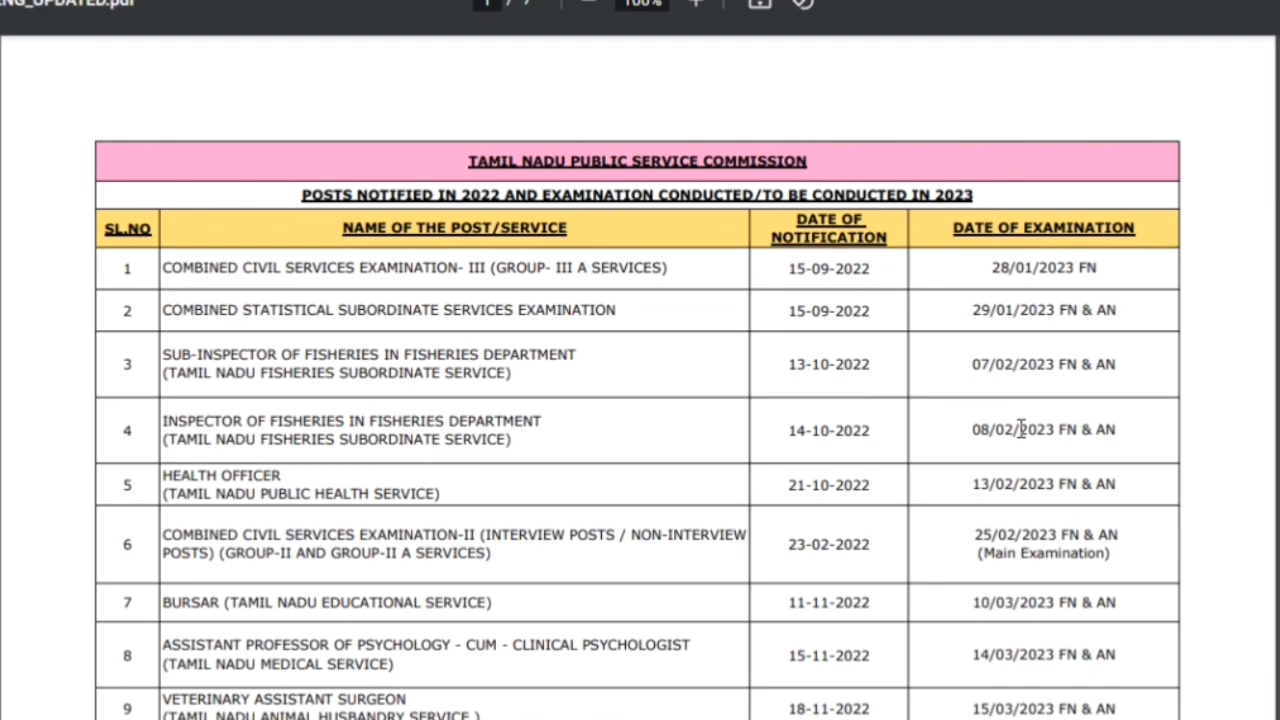 ENG_UPDATED.pdf
1 / 7
100%
TAMIL NADU PUBLIC SERVICE COMMISSION
POSTS NOTIFIED IN 2022 AND EXAMINATION CONDUCTED/TO BE CONDUCTED IN 2023
SL.NO NAME OF THE POST/SERVICE DATE OF NOTIFICATION DATE OF EXAMINATION
1 COMBINED CIVIL SERVICES EXAMINATION- III (GROUP- III A SERVICES) 15-09-2022 28/01/2023 FN
2 COMBINED STATISTICAL SUBORDINATE SERVICES EXAMINATION 15-09-2022 29/01/2023 FN & AN
3 SUB-INSPECTOR OF FISHERIES IN FISHERIES DEPARTMENT
(TAMIL NADU FISHERIES SUBORDINATE SERVICE) 13-10-2022 07/02/2023 FN & AN
4 INSPECTOR OF FISHERIES IN FISHERIES DEPARTMENT
(TAMIL NADU FISHERIES SUBORDINATE SERVICE) 14-10-2022 08/02/2023 FN & AN
5 HEALTH OFFICER
(TAMIL NADU PUBLIC HEALTH SERVICE) 21-10-2022 13/02/2023 FN & AN
6 COMBINED CIVIL SERVICES EXAMINATION-II (INTERVIEW POSTS / NON-INTERVIEW
POSTS) (GROUP-II AND GROUP-II A SERVICES) 23-02-2022 25/02/2023 FN & AN
(Main Examination)
7 BURSAR (TAMIL NADU EDUCATIONAL SERVICE) 11-11-2022 10/03/2023 FN & AN
8 ASSISTANT PROFESSOR OF PSYCHOLOGY - CUM - CLINICAL PSYCHOLOGIST
(TAMIL NADU MEDICAL SERVICE) 15-11-2022 14/03/2023 FN & AN
9 VETERINARY ASSISTANT SURGEON
(TAMIL NADU ANIMAL HUSBANDRY SERVICE ) 18-11-2022 15/03/2023 FN & AN